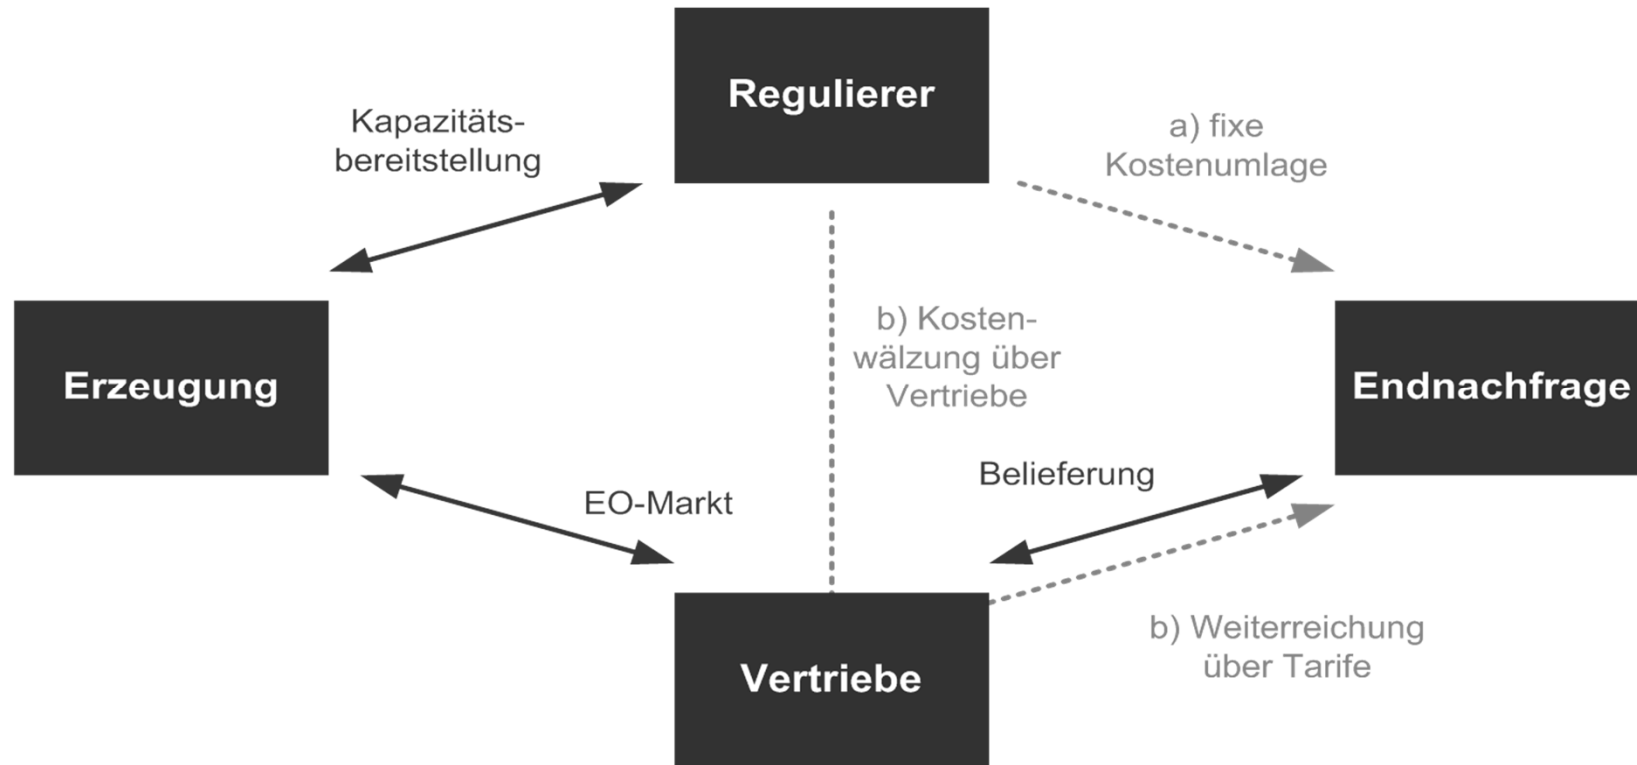 Regulierer
Kapazitäts-
bereitstellung
a) fixe
Kostenumlage
Erzeugung
b) Kosten-
wälzung über
Vertriebe
Endnachfrage
EO-Markt
Belieferung
Vertriebe
b) Weiterreichung
über Tarife